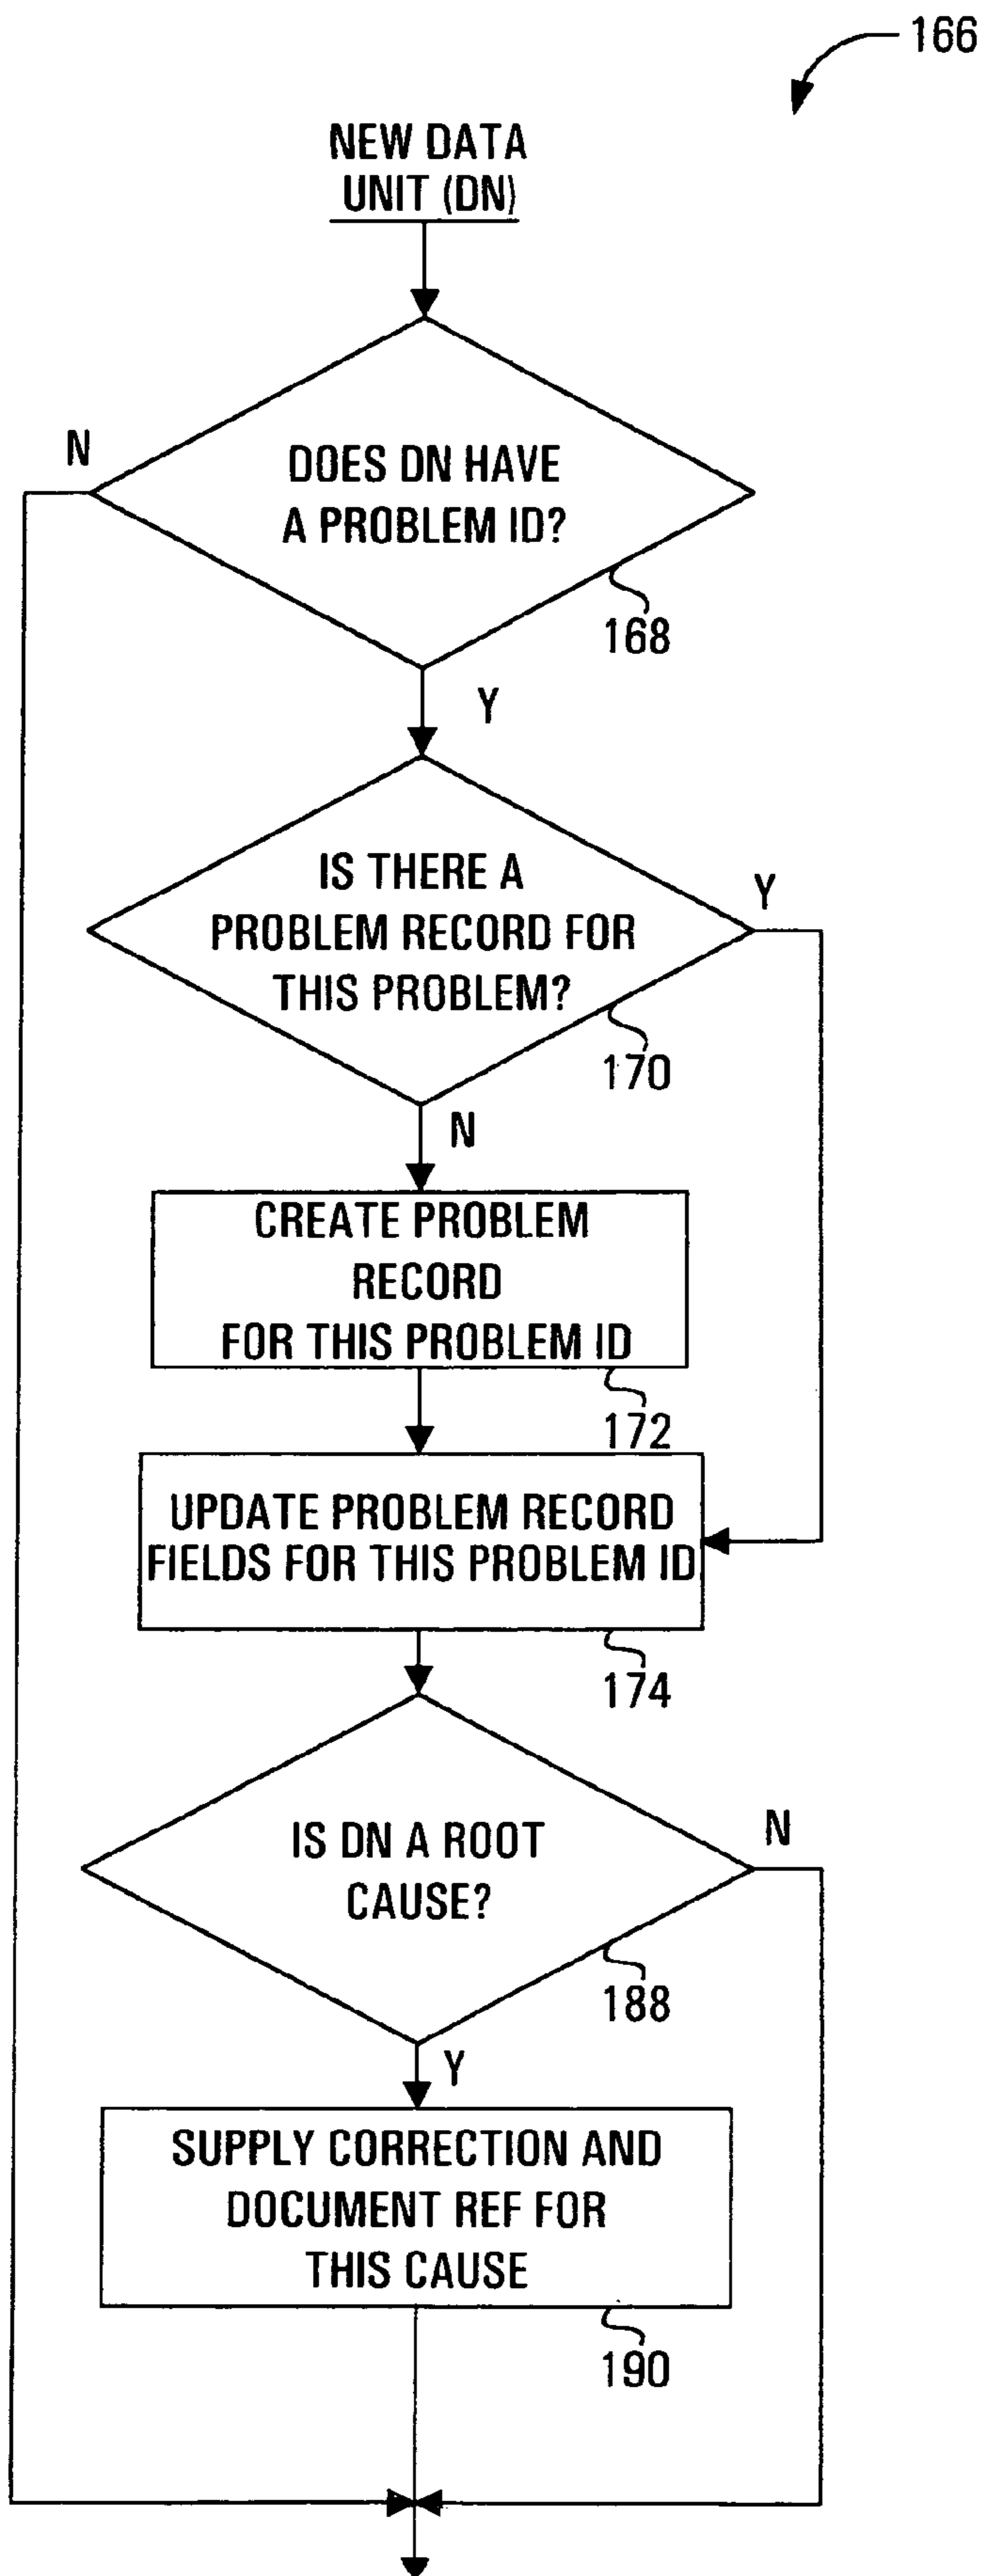 166
NEW DATA
UNIT (DN)
N
DOES DN HAVE
A PROBLEM ID?
168
Y
IS THERE A
PROBLEM RECORD FOR
THIS PROBLEM?
Y
170
N
CREATE PROBLEM
RECORD
FOR THIS PROBLEM ID
172
UPDATE PROBLEM RECORD
FIELDS FOR THIS PROBLEM ID
174
IS DN A ROOT
CAUSE?
N
188
Y
SUPPLY CORRECTION AND
DOCUMENT REF FOR
THIS CAUSE
190